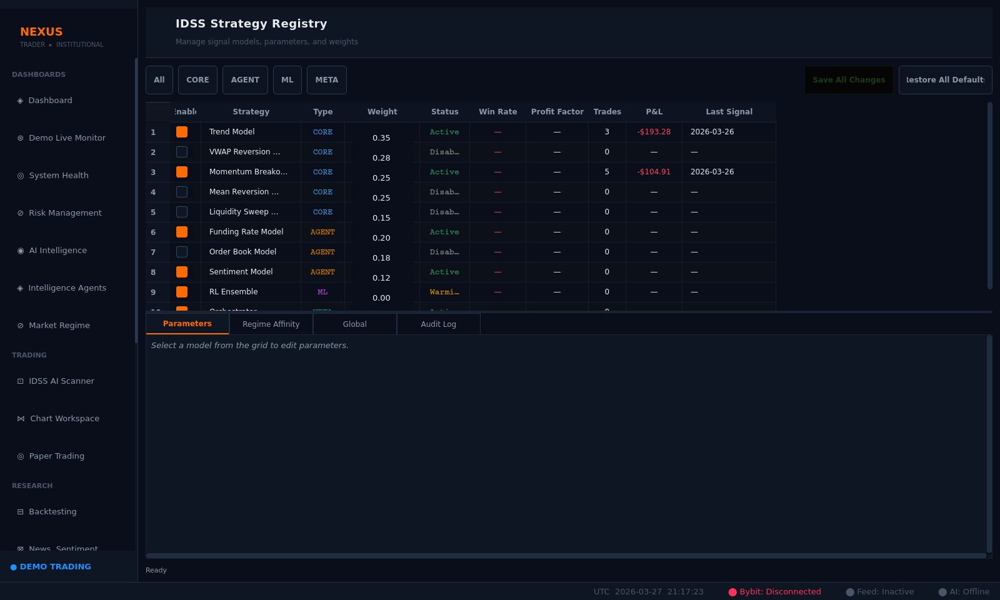 NEXUS
TRADER ▸ INSTITUTIONAL
DASHBOARDS
◈ Dashboard
⊛ Demo Live Monitor
◎ System Health
⊘ Risk Management
◉ AI Intelligence
◈ Intelligence Agents
⊘ Market Regime
TRADING
⊡ IDSS AI Scanner
⋈ Chart Workspace
◎ Paper Trading
RESEARCH
⊟ Backtesting
⊠ News Sentiment
● DEMO TRADING
IDSS Strategy Registry
Manage signal models, parameters, and weights
All CORE AGENT ML META Save All Changes Restore All Defaults
Enable Strategy Type Weight Status Win Rate Profit Factor Trades P&L Last Signal
1 Trend Model CORE 0.35 Active — — 3 -$193.28 2026-03-26
2 VWAP Reversion … CORE 0.28 Disab… — — 0 — —
3 Momentum Breako… CORE 0.25 Active — — 5 -$104.91 2026-03-26
4 Mean Reversion … CORE 0.25 Disab… — — 0 — —
5 Liquidity Sweep … CORE 0.15 Disab… — — 0 — —
6 Funding Rate Model AGENT 0.20 Active — — 0 — —
7 Order Book Model AGENT 0.18 Disab… — — 0 — —
8 Sentiment Model AGENT 0.12 Active — — 0 — —
9 RL Ensemble ML 0.00 Warmi… — — 0 — —
10 Orchestrator META Active 0
Parameters Regime Affinity Global Audit Log
Select a model from the grid to edit parameters.
Ready
UTC 2026-03-27 21:17:23 ● Bybit: Disconnected ● Feed: Inactive ● AI: Offline